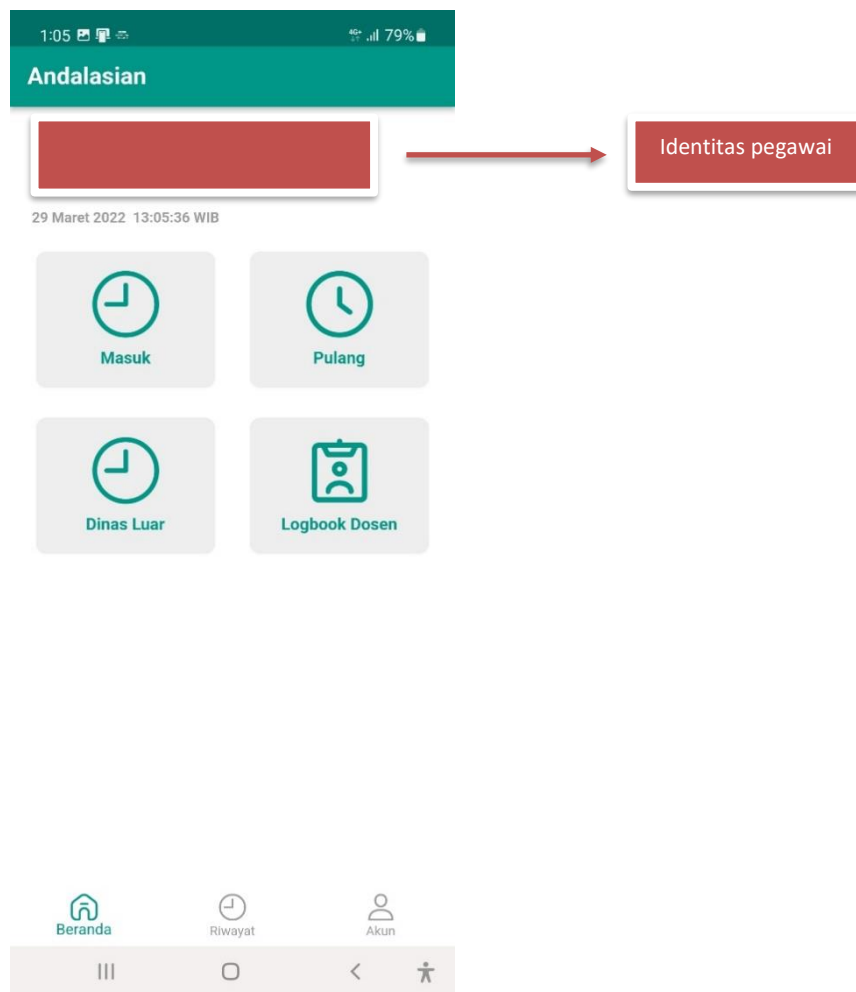 1:05 79%
Andalasian
Identitas pegawai
29 Maret 2022 13:05:36 WIB
Masuk Pulang
Dinas Luar Logbook Dosen
Beranda Riwayat Akun